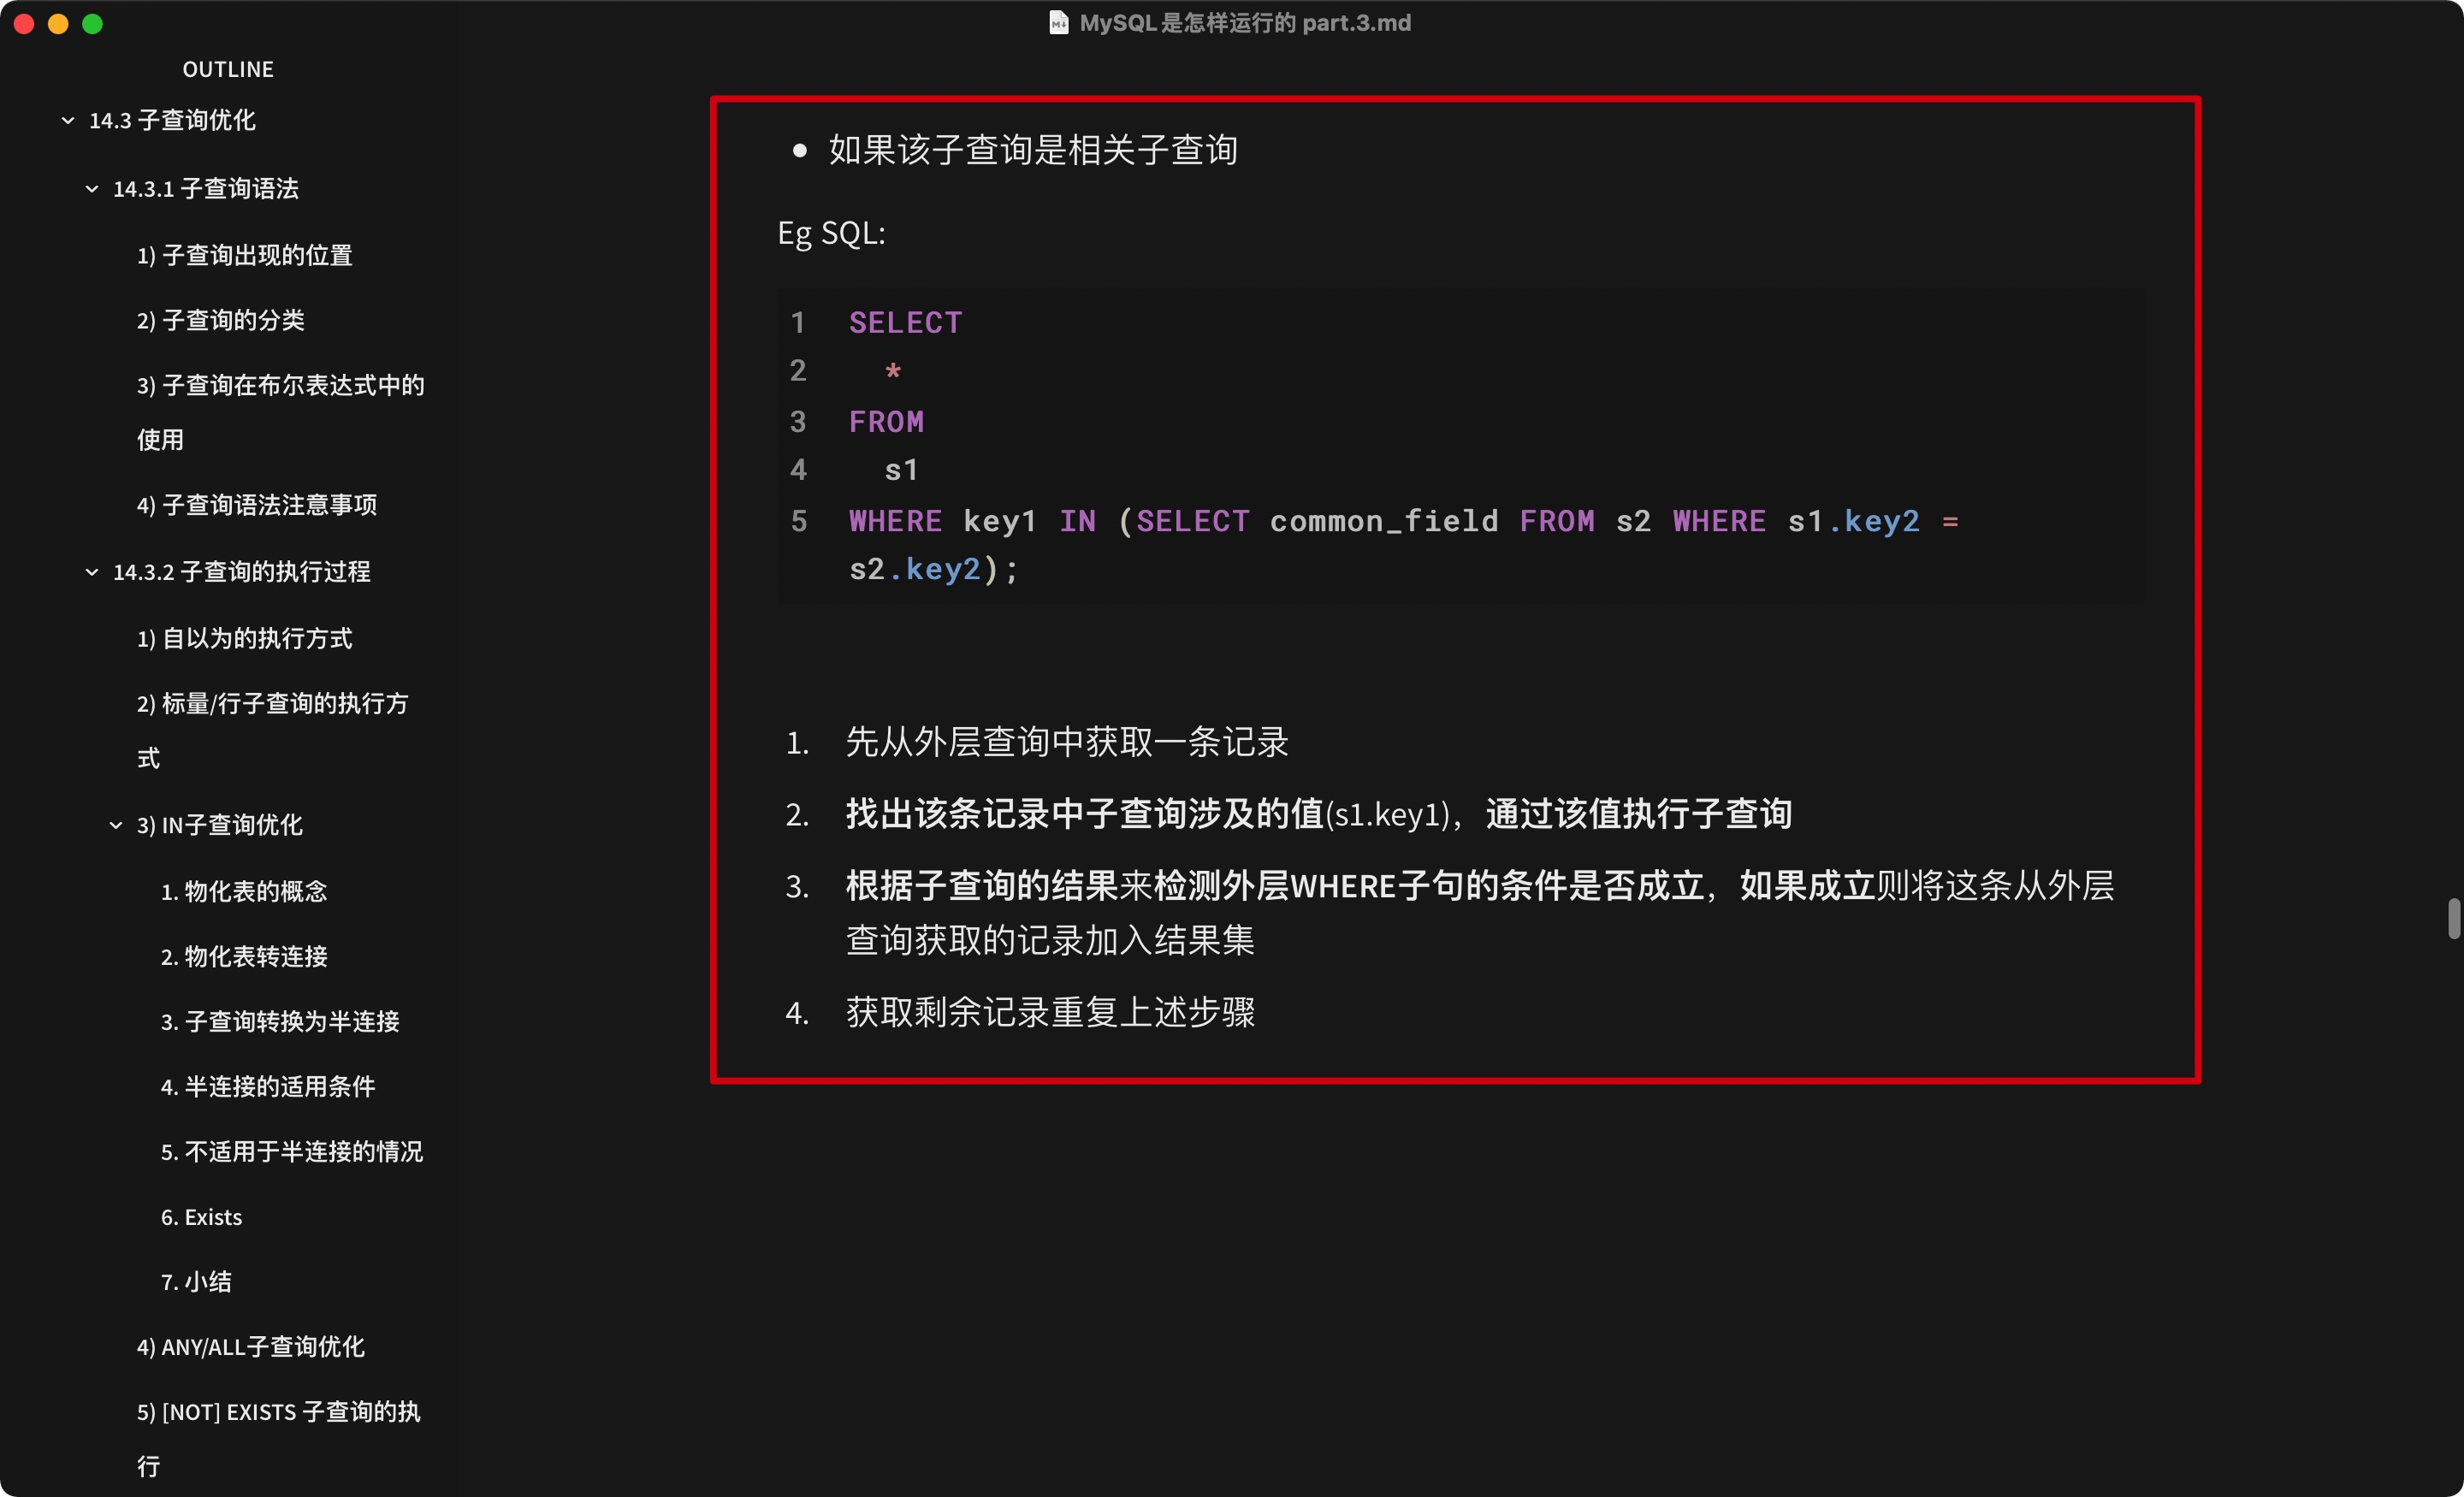 MySQL是怎样运行的 part.3.md
OUTLINE
14.3 子查询优化
14.3.1 子查询语法
1) 子查询出现的位置
2) 子查询的分类
3) 子查询在布尔表达式中的
使用
4) 子查询语法注意事项
14.3.2 子查询的执行过程
1) 自以为的执行方式
2) 标量/行子查询的执行方
式
3) IN子查询优化
1. 物化表的概念
2. 物化表转连接
3. 子查询转换为半连接
4. 半连接的适用条件
5. 不适用于半连接的情况
6. Exists
7. 小结
4) ANY/ALL子查询优化
5) [NOT] EXISTS 子查询的执
行
• 如果该子查询是相关子查询
Eg SQL:
1 SELECT
2 *
3 FROM
4 s1
5 WHERE key1 IN (SELECT common_field FROM s2 WHERE s1.key2 =
s2.key2);
1. 先从外层查询中获取一条记录
2. 找出该条记录中子查询涉及的值(s1.key1)，通过该值执行子查询
3. 根据子查询的结果来检测外层WHERE子句的条件是否成立，如果成立则将这条从外层
查询获取的记录加入结果集
4. 获取剩余记录重复上述步骤